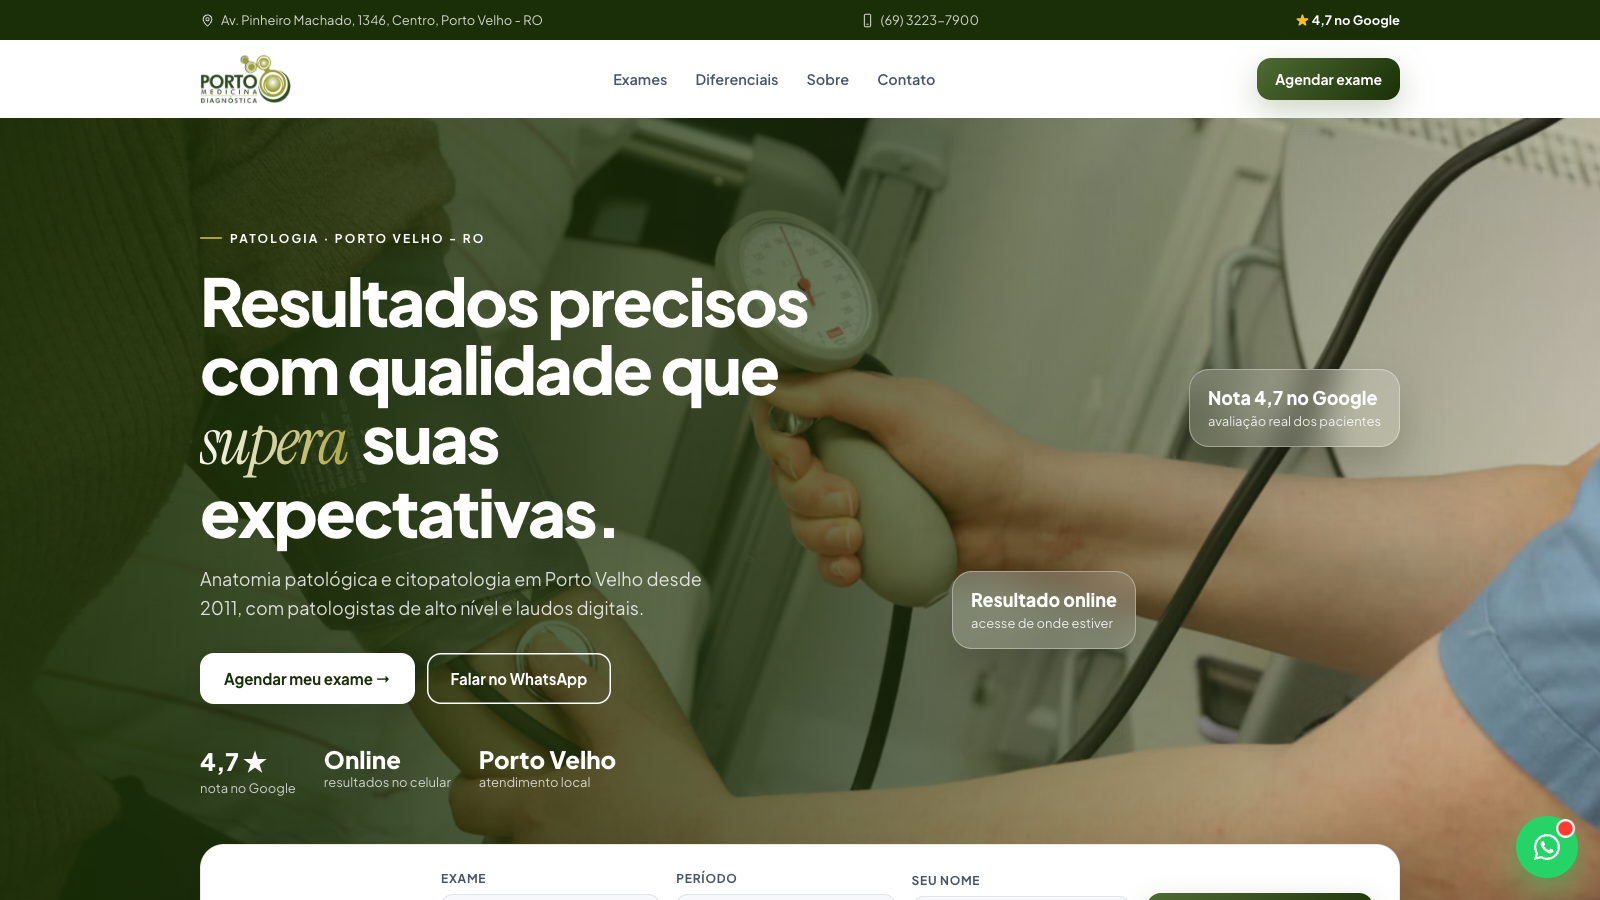 Av. Pinheiro Machado, 1346, Centro, Porto Velho - RO
(69) 3223-7900
★ 4,7 no Google
PORTO
MEDICINA
DIAGNÓSTICA
Exames
Diferenciais
Sobre
Contato
Agendar exame
PATOLOGIA · PORTO VELHO - RO
Resultados precisos
com qualidade que
supera suas
expectativas.
Nota 4,7 no Google
avaliação real dos pacientes
Anatomia patológica e citopatologia em Porto Velho desde
2011, com patologistas de alto nível e laudos digitais.
Resultado online
acesse de onde estiver
Agendar meu exame →
Falar no WhatsApp
4,7 ★
nota no Google
Online
resultados no celular
Porto Velho
atendimento local
EXAME
PERÍODO
SEU NOME